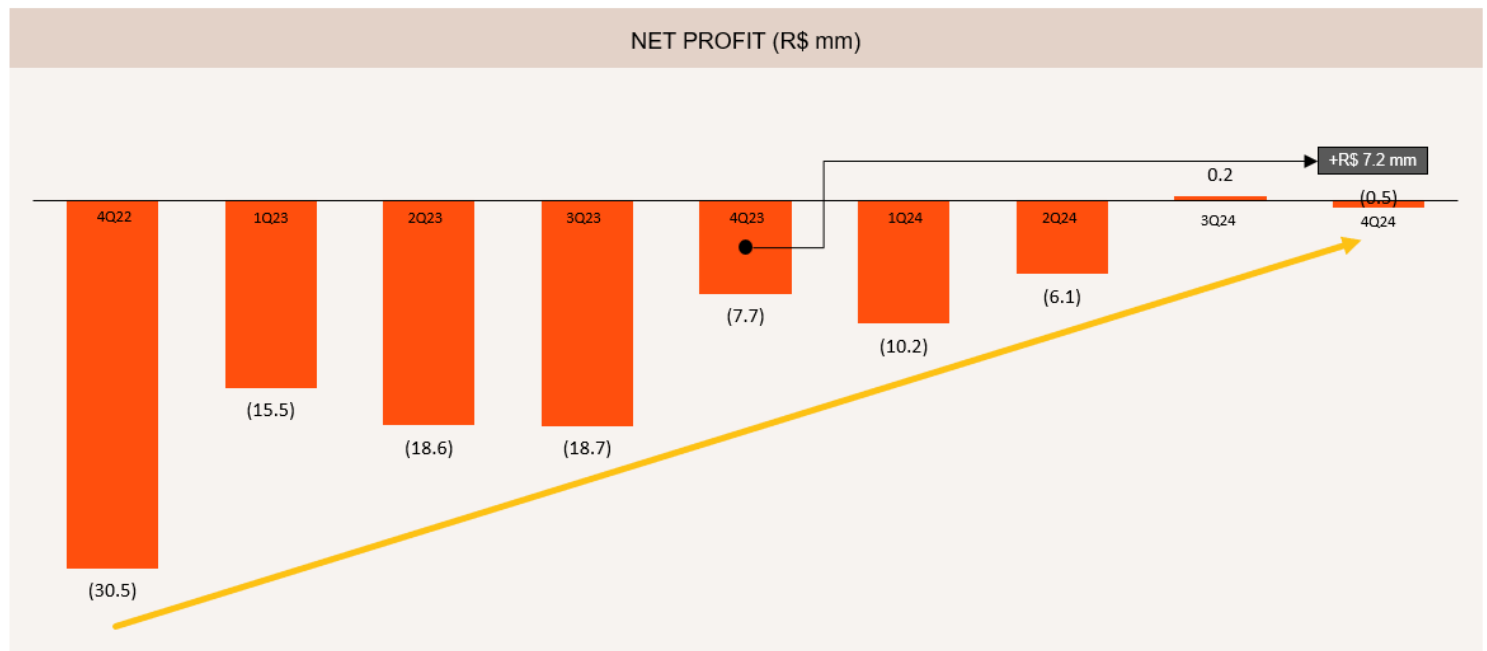 NET PROFIT (R$ mm)
+R$ 7.2 mm
0.2
(0.5)
4Q22
1Q23
2Q23
3Q23
4Q23
1Q24
2Q24
3Q24
4Q24
(30.5)
(15.5)
(18.6)
(18.7)
(7.7)
(10.2)
(6.1)